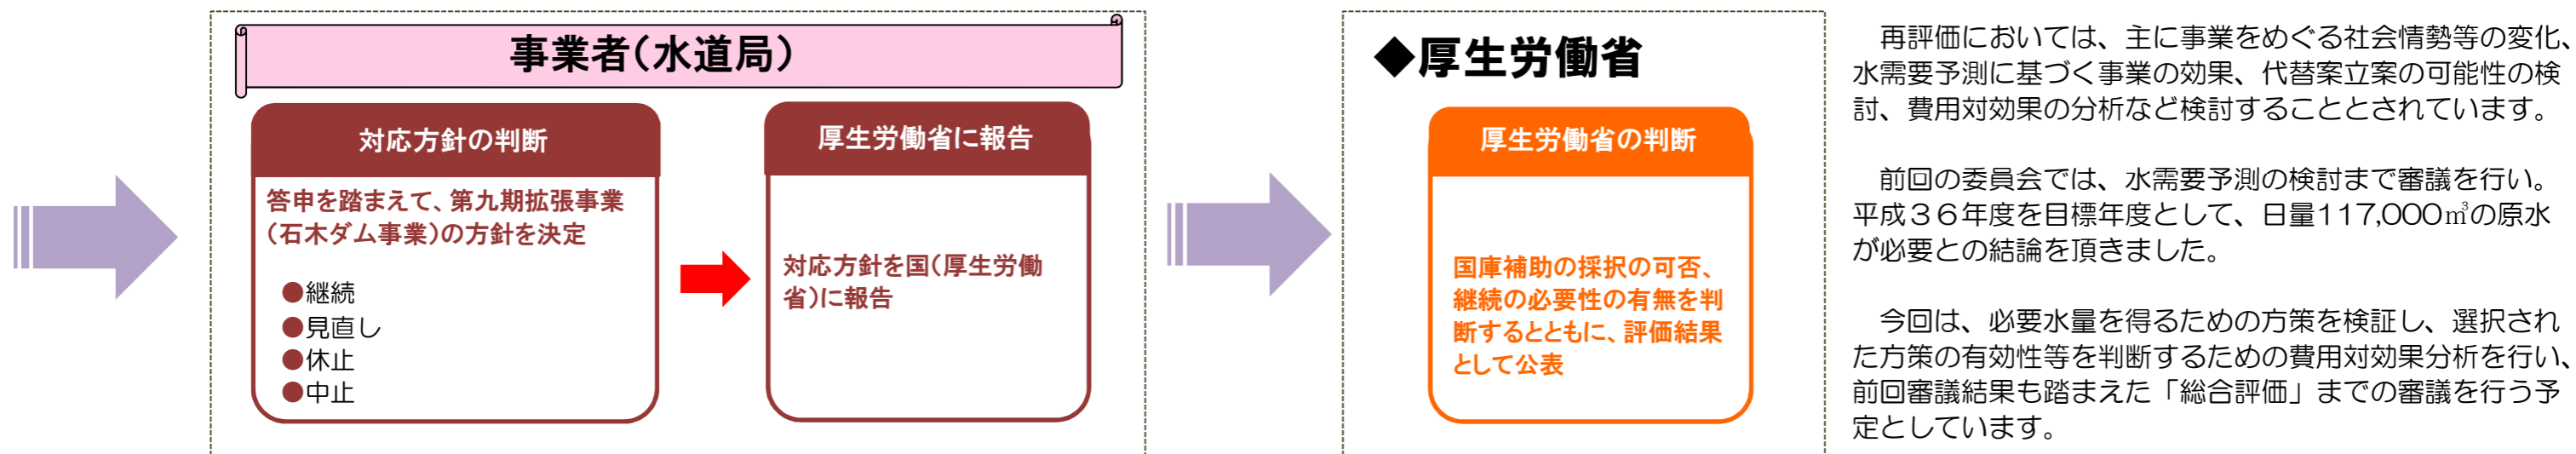 事業者(水道局)
対応方針の判断
答申を踏まえて、第九期拡張事業
(石木ダム事業)の方針を決定
●継続
●見直し
●休止
●中止
厚生労働省に報告
対応方針を国(厚生労働
省)に報告
◆厚生労働省
厚生労働省の判断
国庫補助の採択の可否、
継続の必要性の有無を判
断するとともに、評価結果
として公表
再評価においては、主に事業をめぐる社会情勢等の変化、
水需要予測に基づく事業の効果、代替案立案の可能性の検
討、費用対効果の分析など検討することとされています。
前回の委員会では、水需要予測の検討まで審議を行い。
平成36年度を目標年度として、日量117,000㎥の原水
が必要との結論を頂きました。
今回は、必要水量を得るための方策を検証し、選択され
た方策の有効性等を判断するための費用対効果分析を行い、
前回審議結果も踏まえた「総合評価」までの審議を行う予
定としています。